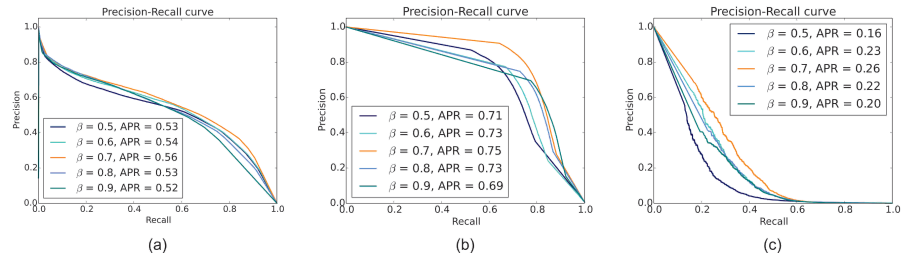 Precision-Recall curve
1.0
0.8
0.6
0.4
0.2
0.0
Precision
β = 0.5, APR = 0.53
β = 0.6, APR = 0.54
β = 0.7, APR = 0.56
β = 0.8, APR = 0.53
β = 0.9, APR = 0.52
0.0 0.2 0.4 0.6 0.8 1.0
Recall
(a)
Precision-Recall curve
1.0
0.8
0.6
0.4
0.2
0.0
Precision
β = 0.5, APR = 0.71
β = 0.6, APR = 0.73
β = 0.7, APR = 0.75
β = 0.8, APR = 0.73
β = 0.9, APR = 0.69
0.0 0.2 0.4 0.6 0.8 1.0
Recall
(b)
Precision-Recall curve
1.0
0.8
0.6
0.4
0.2
0.0
Precision
β = 0.5, APR = 0.16
β = 0.6, APR = 0.23
β = 0.7, APR = 0.26
β = 0.8, APR = 0.22
β = 0.9, APR = 0.20
0.0 0.2 0.4 0.6 0.8 1.0
Recall
(c)